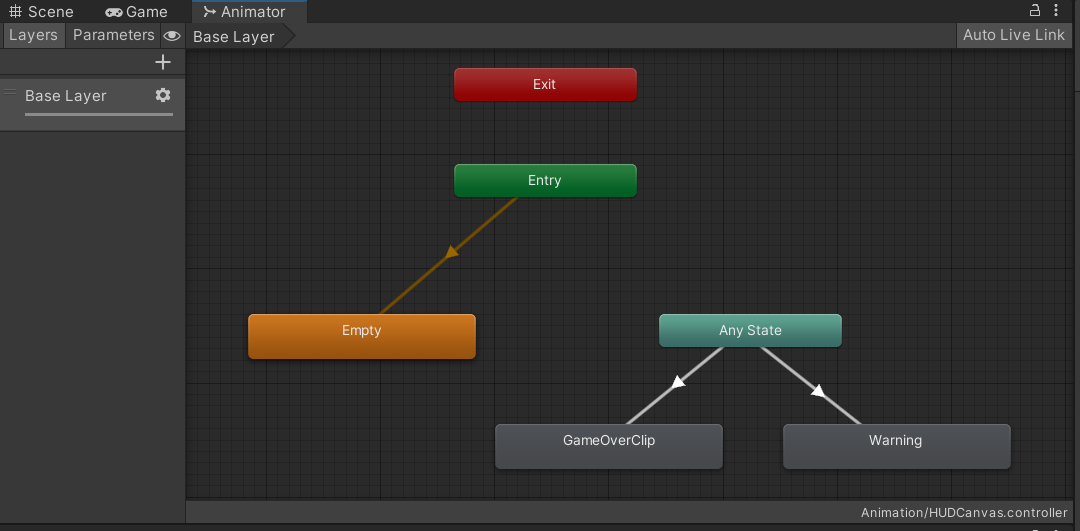 Scene Game Animator
Layers Parameters Base Layer Auto Live Link
Base Layer
Exit
Entry
Empty
Any State
GameOverClip
Warning
Animation/HUDCanvas.controller